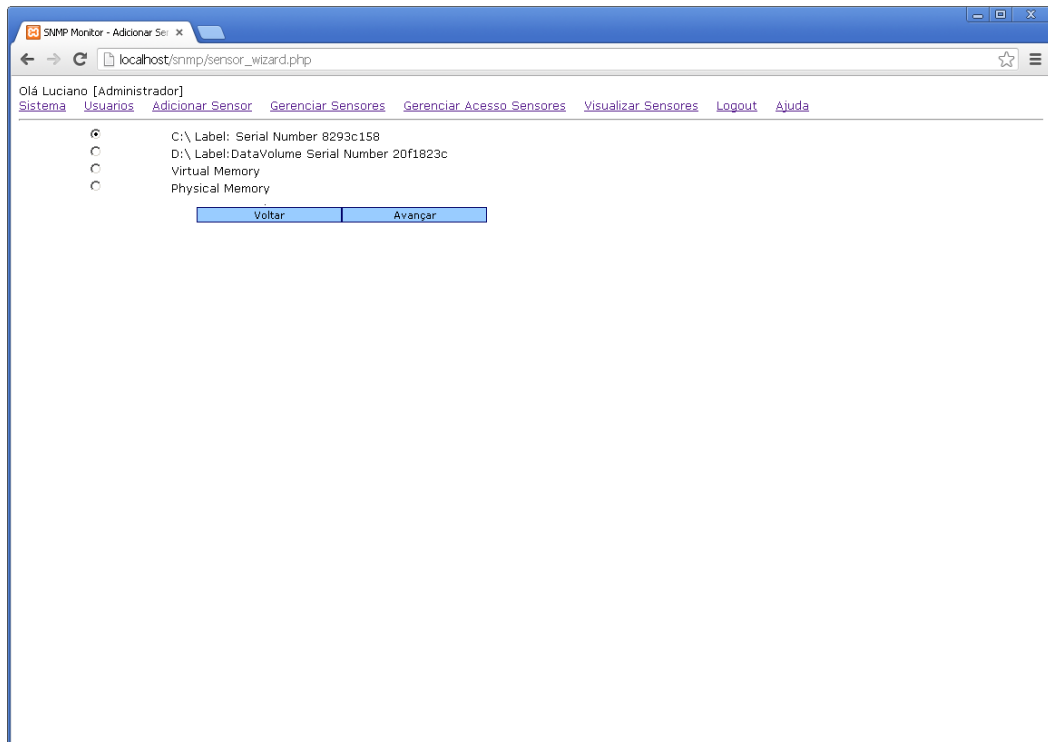 SNMP Monitor - Adicionar Se
localhost/snmp/sensor_wizard.php
Olá Luciano [Administrador]
Sistema Usuarios Adicionar Sensor Gerenciar Sensores Gerenciar Acesso Sensores Visualizar Sensores Logout Ajuda
C:\ Label: Serial Number 8293c158
D:\ Label:DataVolume Serial Number 20f1823c
Virtual Memory
Physical Memory
Voltar Avançar